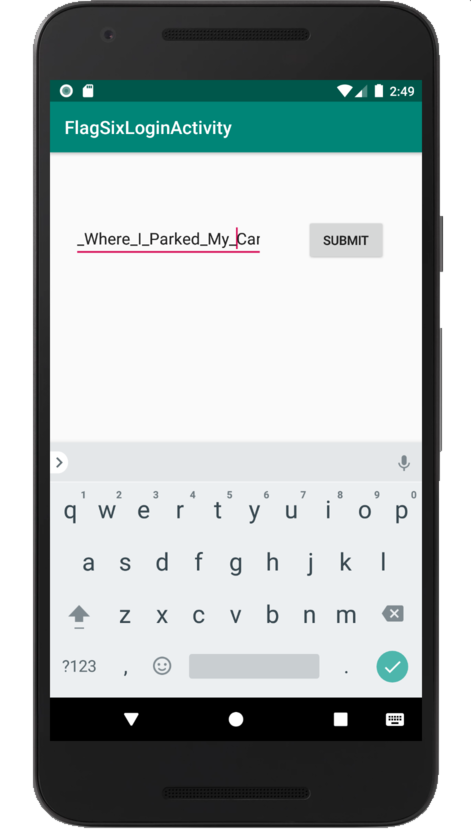 2:49
FlagSixLoginActivity
_Where_I_Parked_My_Car
SUBMIT
1 2 3 4 5 6 7 8 9 0
q w e r t y u i o p
a s d f g h j k l
z x c v b n m
?123 , .